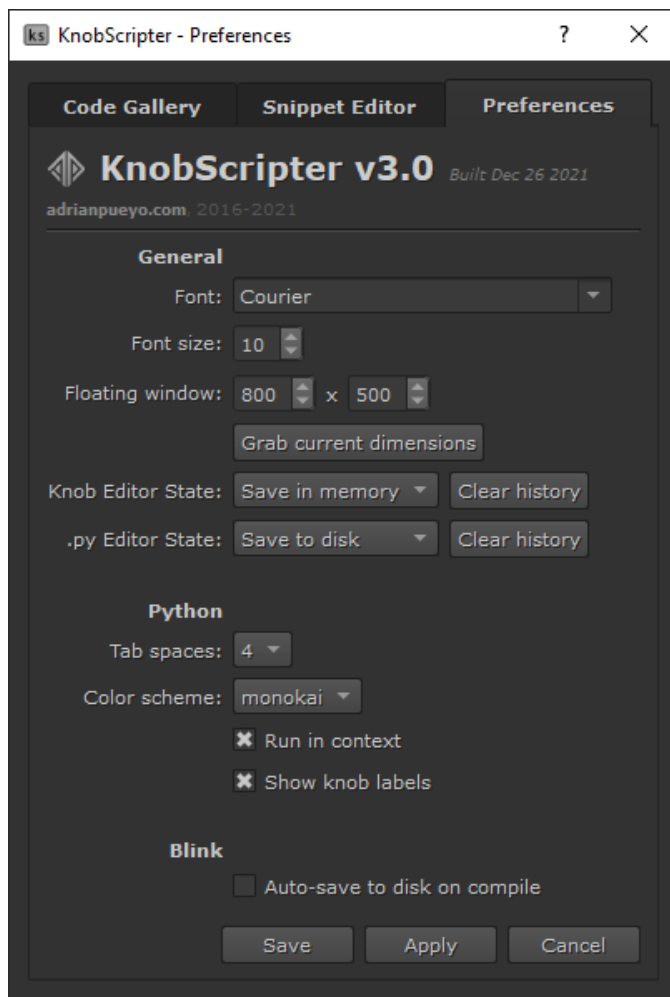 ks KnobScripter - Preferences ? ×
Code Gallery Snippet Editor Preferences
KnobScripter v3.0 Built Dec 26 2021
adrianpueyo.com, 2016-2021
General
Font: Courier
Font size: 10
Floating window: 800 x 500
Grab current dimensions
Knob Editor State: Save in memory Clear history
.py Editor State: Save to disk Clear history
Python
Tab spaces: 4
Color scheme: monokai
Run in context
Show knob labels
Blink
Auto-save to disk on compile
Save Apply Cancel